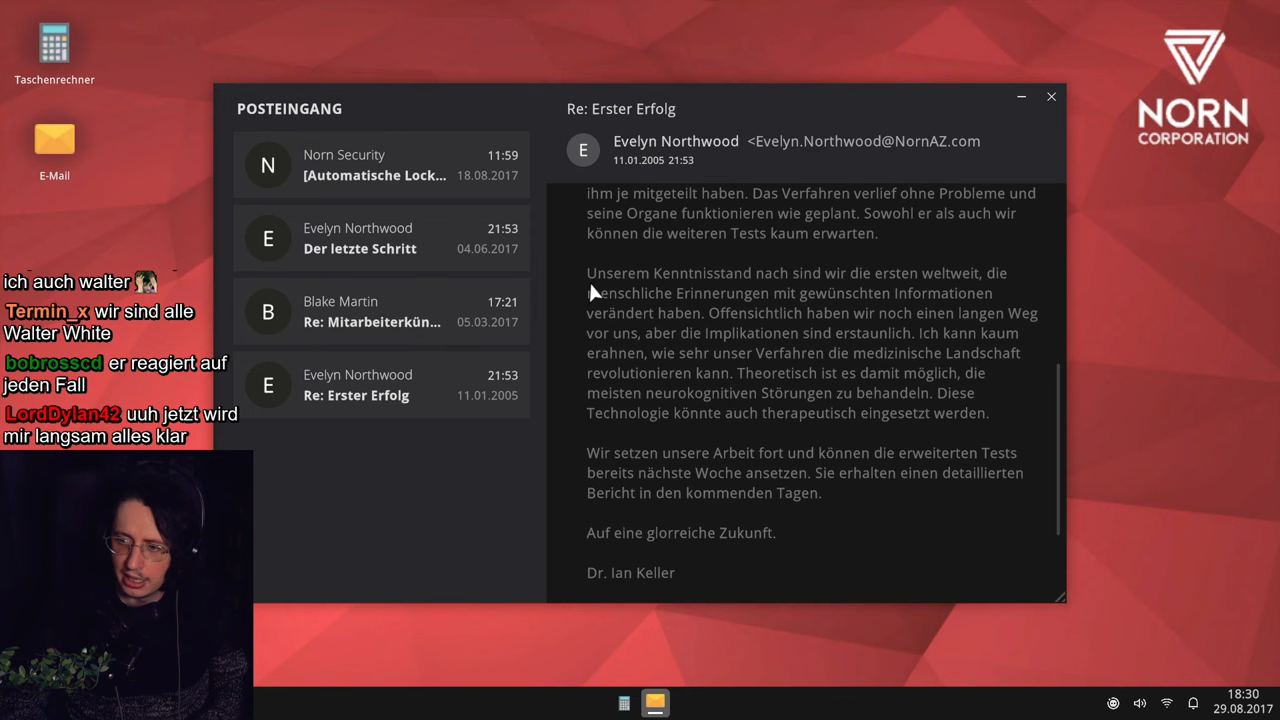 Taschenrechner
E-Mail
NORN
CORPORATION
POSTEINGANG
N
Norn Security
11:59
[Automatische Lock...
18.08.2017
E
Evelyn Northwood
21:53
Der letzte Schritt
04.06.2017
B
Blake Martin
17:21
Re: Mitarbeiterkün...
05.03.2017
E
Evelyn Northwood
21:53
Re: Erster Erfolg
11.01.2005
Re: Erster Erfolg
E
Evelyn Northwood <Evelyn.Northwood@NornAZ.com
11.01.2005 21:53
ihm je mitgeteilt haben. Das Verfahren verlief ohne Probleme und
seine Organe funktionieren wie geplant. Sowohl er als auch wir
können die weiteren Tests kaum erwarten.
Unserem Kenntnisstand nach sind wir die ersten weltweit, die
menschliche Erinnerungen mit gewünschten Informationen
verändert haben. Offensichtlich haben wir noch einen langen Weg
vor uns, aber die Implikationen sind erstaunlich. Ich kann kaum
erahnen, wie sehr unser Verfahren die medizinische Landschaft
revolutionieren kann. Theoretisch ist es damit möglich, die
meisten neurokognitiven Störungen zu behandeln. Diese
Technologie könnte auch therapeutisch eingesetzt werden.
Wir setzen unsere Arbeit fort und können die erweiterten Tests
bereits nächste Woche ansetzen. Sie erhalten einen detaillierten
Bericht in den kommenden Tagen.
Auf eine glorreiche Zukunft.
Dr. Ian Keller
ich auch walter
Termin_x wir sind alle
Walter White
bobrosscd er reagiert auf
jeden Fall
LordDylan42 uuh jetzt wird
mir langsam alles klar
18:30
29.08.2017